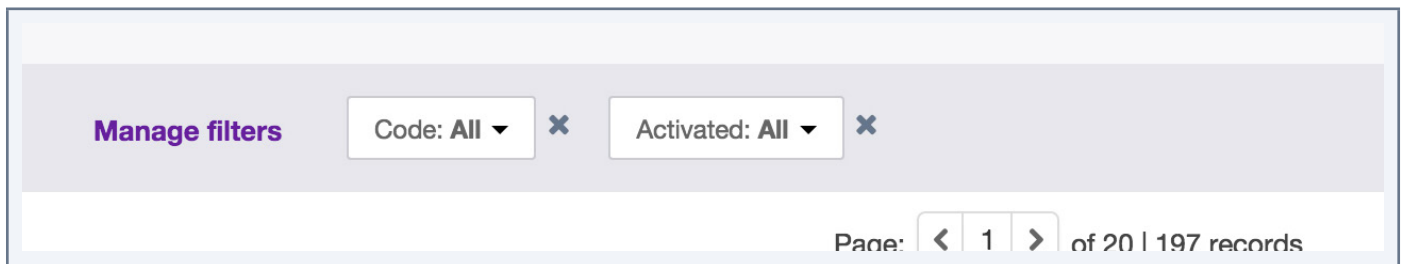 Manage filters Code: All Activated: All
Page: 1 of 20 | 197 records